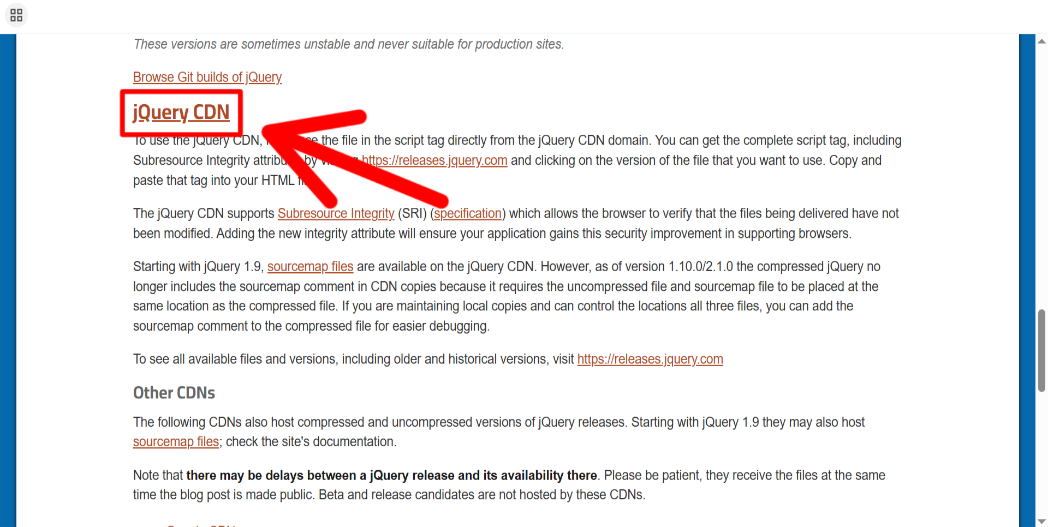 These versions are sometimes unstable and never suitable for production sites.
Browse Git builds of jQuery
jQuery CDN
To use the jQuery CDN, the file in the script tag directly from the jQuery CDN domain. You can get the complete script tag, including
Subresource Integrity by https://releases.jquery.com and clicking on the version of the file that you want to use. Copy and
paste that tag into your HTML
The jQuery CDN supports Subresource Integrity (SRI) (specification) which allows the browser to verify that the files being delivered have not
been modified. Adding the new integrity attribute will ensure your application gains this security improvement in supporting browsers.
Starting with jQuery 1.9, sourcemap files are available on the jQuery CDN. However, as of version 1.10.0/2.1.0 the compressed jQuery no
longer includes the sourcemap comment in CDN copies because it requires the uncompressed file and sourcemap file to be placed at the
same location as the compressed file. If you are maintaining local copies and can control the locations all three files, you can add the
sourcemap comment to the compressed file for easier debugging.
To see all available files and versions, including older and historical versions, visit https://releases.jquery.com
Other CDNs
The following CDNs also host compressed and uncompressed versions of jQuery releases. Starting with jQuery 1.9 they may also host
sourcemap files; check the site's documentation.
Note that there may be delays between a jQuery release and its availability there. Please be patient, they receive the files at the same
time the blog post is made public. Beta and release candidates are not hosted by these CDNs.